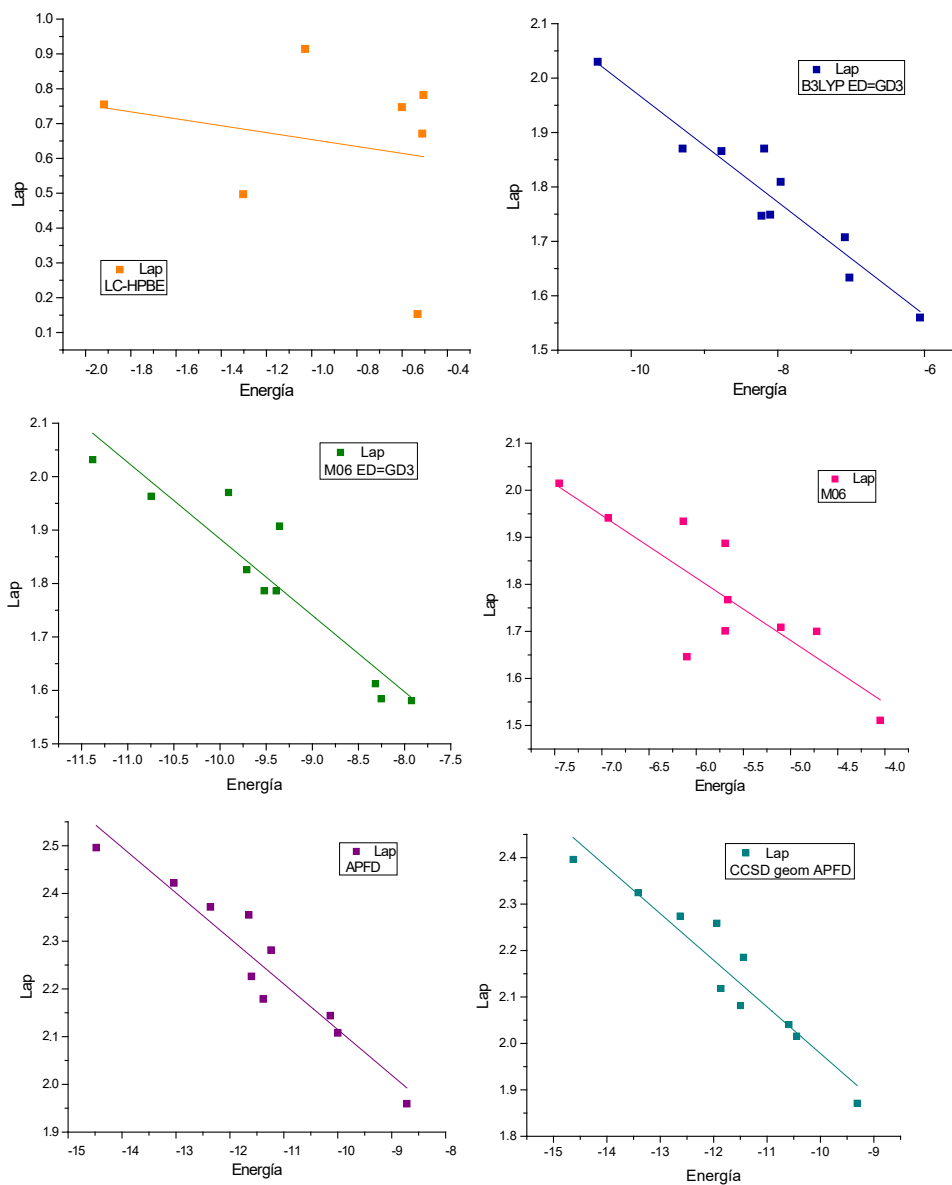 1.0
0.9
0.8
0.7
0.6
0.5
0.4
0.3
0.2
0.1
Lap
Lap
LC-HPBE
-2.0 -1.8 -1.6 -1.4 -1.2 -1.0 -0.8 -0.6 -0.4
Energía
2.1
2.0
1.9
1.8
1.7
1.6
1.5
Lap
Lap
B3LYP ED=GD3
-10 -8 -6
Energía
2.1
2.0
1.9
1.8
1.7
1.6
1.5
Lap
Lap
M06 ED=GD3
-11.5 -11.0 -10.5 -10.0 -9.5 -9.0 -8.5 -8.0 -7.5
Energía
2.1
2.0
1.9
1.8
1.7
1.6
1.5
Lap
Lap
M06
-7.5 -7.0 -6.5 -6.0 -5.5 -5.0 -4.5 -4.0
Energía
2.5
2.4
2.3
2.2
2.1
2.0
1.9
Lap
Lap
APFD
-15 -14 -13 -12 -11 -10 -9 -8
Energía
2.4
2.3
2.2
2.1
2.0
1.9
1.8
Lap
Lap
CCSD geom APFD
-15 -14 -13 -12 -11 -10 -9
Energía